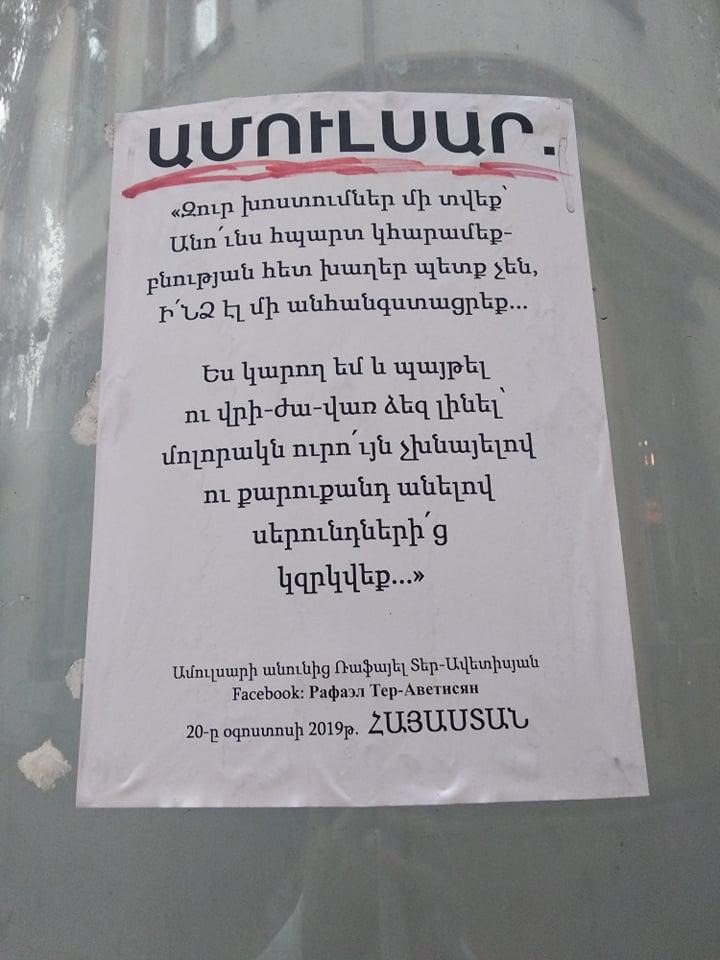 ԱՄՈՒԼՍԱՐ.
«Զուր խոստումներ մի տվեք՝
Անո՛ւնս հպարտ կհարամեք-
բնության հետ խաղեր պետք չեն,
Ի՛ՆՁ էլ մի անհանգստացրեք...
Ես կարող եմ և պայթել
ու վրի-ժա-վառ ձեզ լինել՝
մոլորակն ուրո՛ւյն չխնայելով
ու քարուքանդ անելով
սերունդների՛ց
կզրկվեք...»
Ամուլսարի անունից Ռաֆայել Տեր-Ավետիսյան
Facebook: Рафаэл Тер-Аветисян
20-ը օգոստոսի 2019թ. ՀԱՅԱՍՏԱՆ